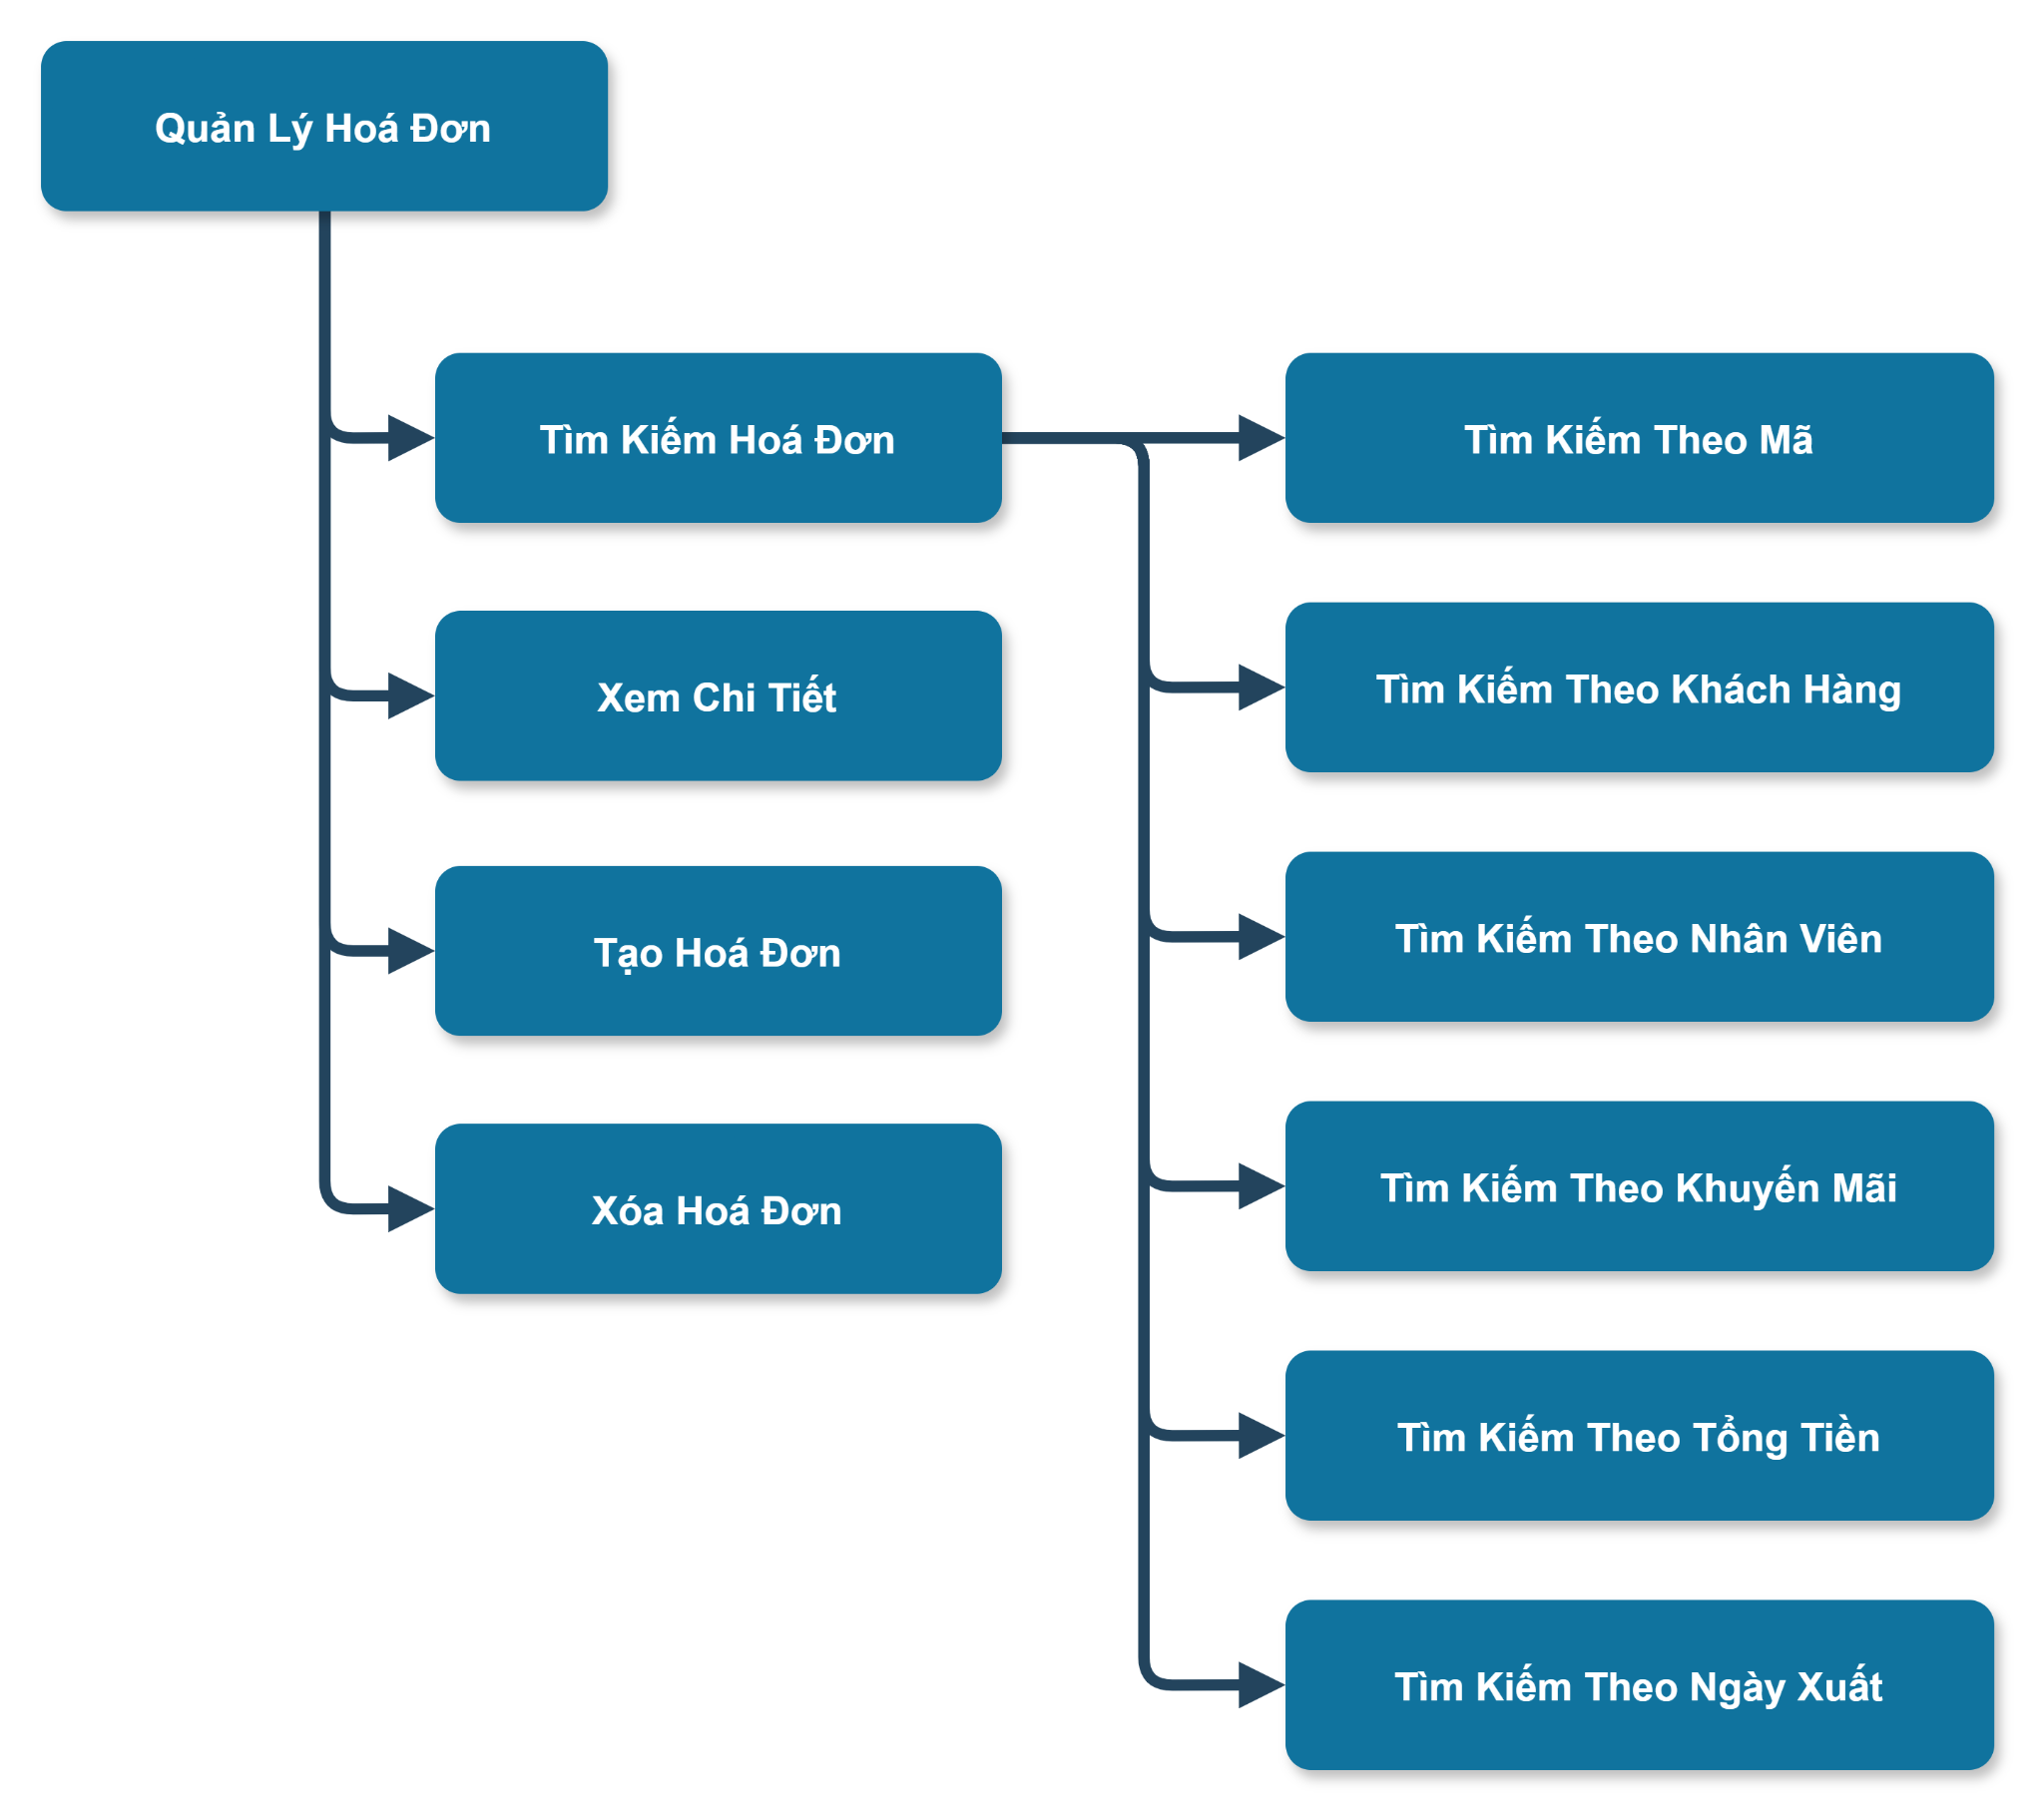 Quản Lý Hoá Đơn
Tìm Kiếm Hoá Đơn
Xem Chi Tiết
Tạo Hoá Đơn
Xóa Hoá Đơn
Tìm Kiếm Theo Mã
Tìm Kiếm Theo Khách Hàng
Tìm Kiếm Theo Nhân Viên
Tìm Kiếm Theo Khuyến Mãi
Tìm Kiếm Theo Tổng Tiền
Tìm Kiếm Theo Ngày Xuất